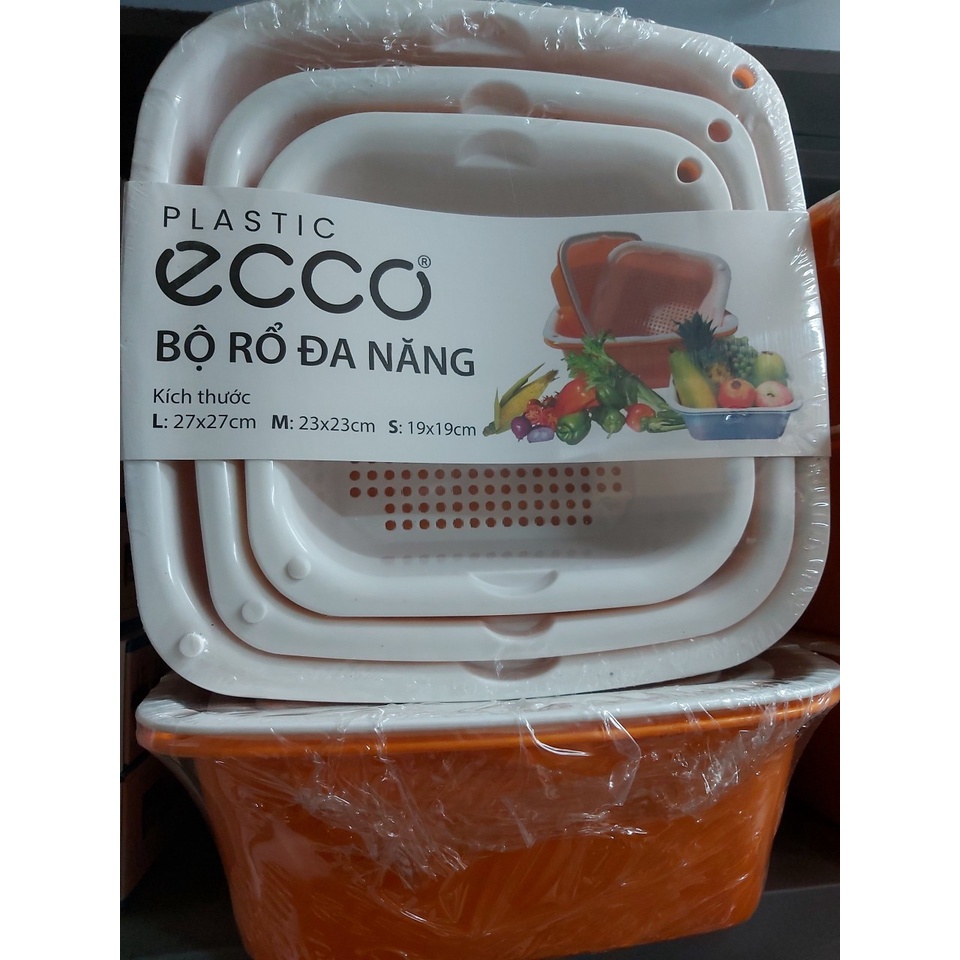 PLASTIC
ecco®
BỘ RỔ ĐA NĂNG
Kích thước
L: 27x27cm M: 23x23cm S: 19x19cm